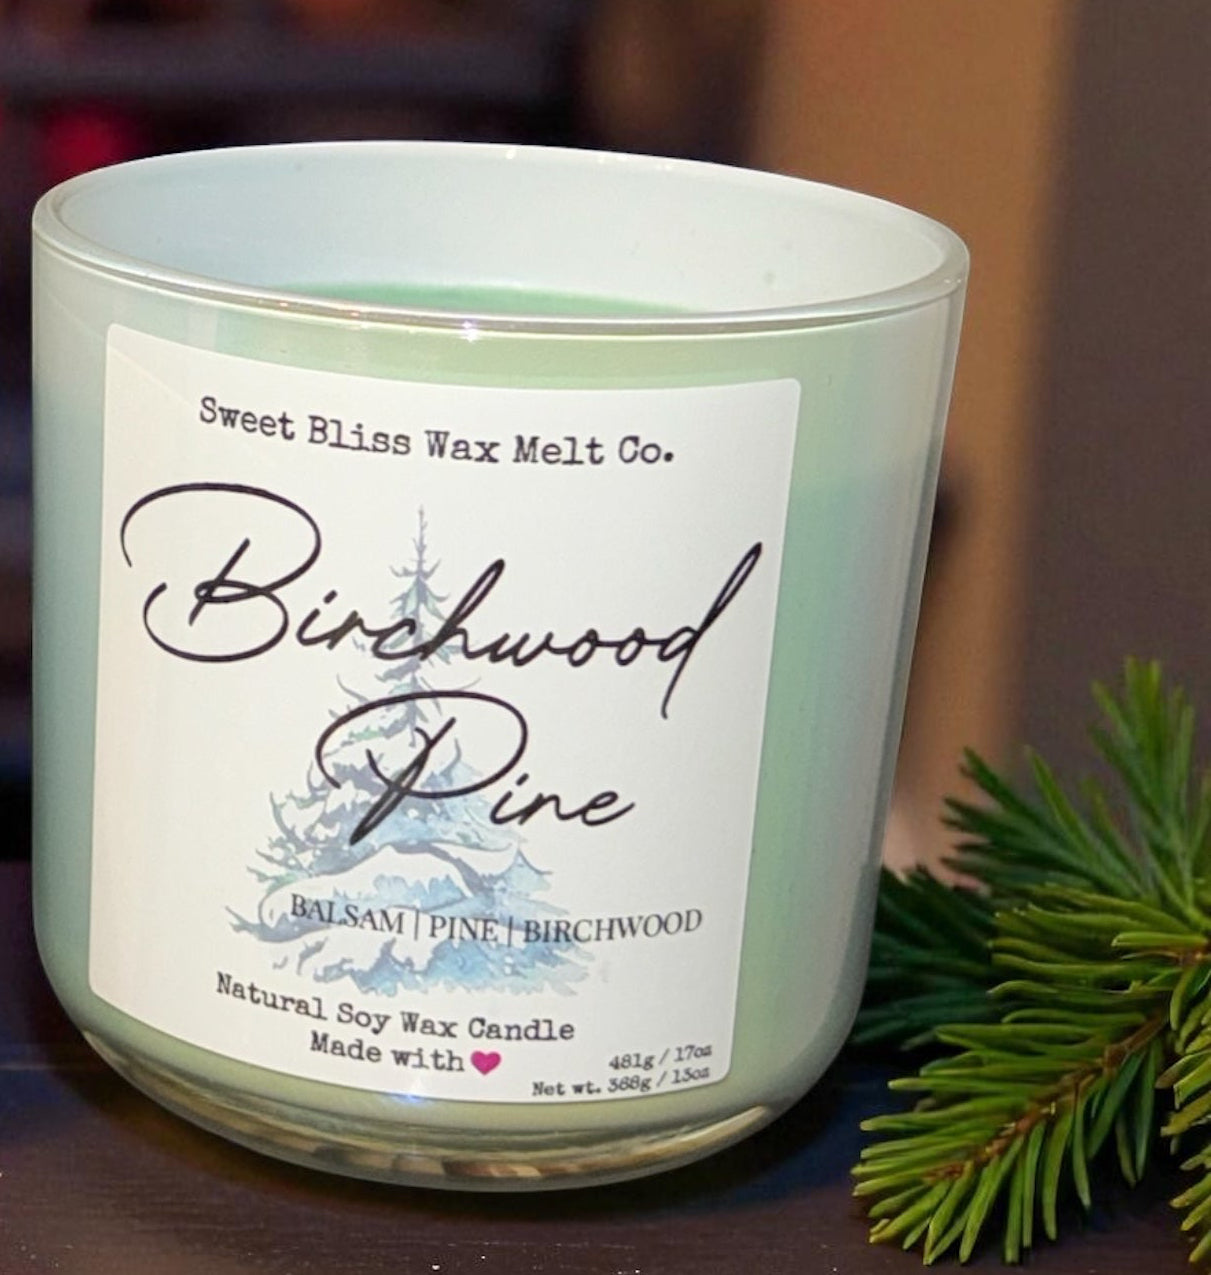 Sweet Bliss Wax Melt Co.
Birchwood
Pine
BALSAM | PINE | BIRCHWOOD
Natural Soy Wax Candle
Made with ❤
481g / 17oz
Net wt. 368g / 13oz